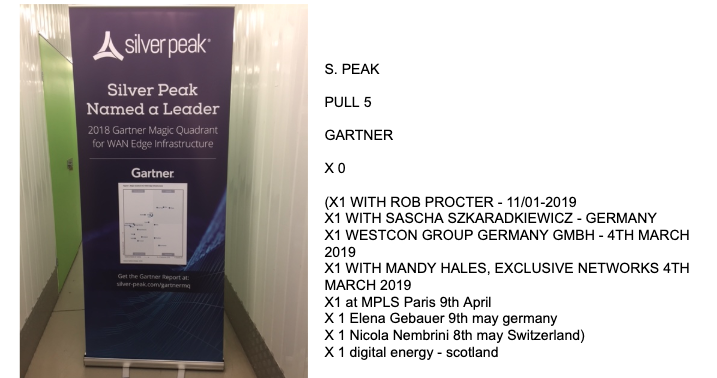 silver peak
Silver Peak
Named a Leader
2018 Gartner Magic Quadrant
for WAN Edge Infrastructure
Gartner
Get the Gartner Report at:
silver-peak.com/gartnermq
S. PEAK
PULL 5
GARTNER
X 0
(X1 WITH ROB PROCTER - 11/01-2019
X1 WITH SASCHA SZKARADKIEWICZ - GERMANY
X1 WESTCON GROUP GERMANY GMBH - 4TH MARCH
2019
X1 WITH MANDY HALES, EXCLUSIVE NETWORKS 4TH
MARCH 2019
X1 at MPLS Paris 9th April
X 1 Elena Gebauer 9th may germany
X 1 Nicola Nembrini 8th may Switzerland)
X 1 digital energy - scotland